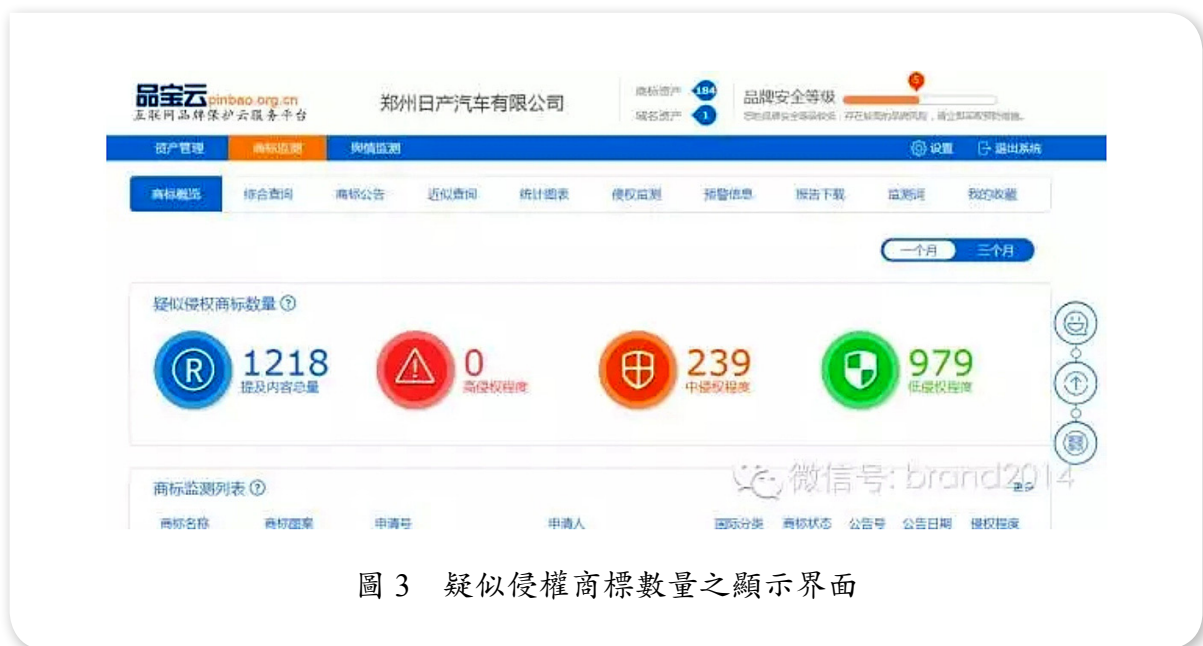 品宝云 pinbao.org.cn
互联网品牌保护云服务平台
郑州日产汽车有限公司
商标资产 184
域名资产 1
品牌安全等级
5
资产管理 商标监测 舆情监测 设置 退出系统
商标概览 综合查询 商标公告 近似查询 统计图表 侵权监测 预警信息 报告下载 监测词 我的收藏
一个月 三个月
疑似侵权商标数量
R 1218 0 239 979
提及内容总量 高侵权程度 中侵权程度 低侵权程度
商标监测列表
微信号: brand2014
商标名称 商标图案 申请号 申请人 国际分类 商标状态 公告号 公告日期 侵权程度
圖 3 疑似侵權商標數量之顯示界面